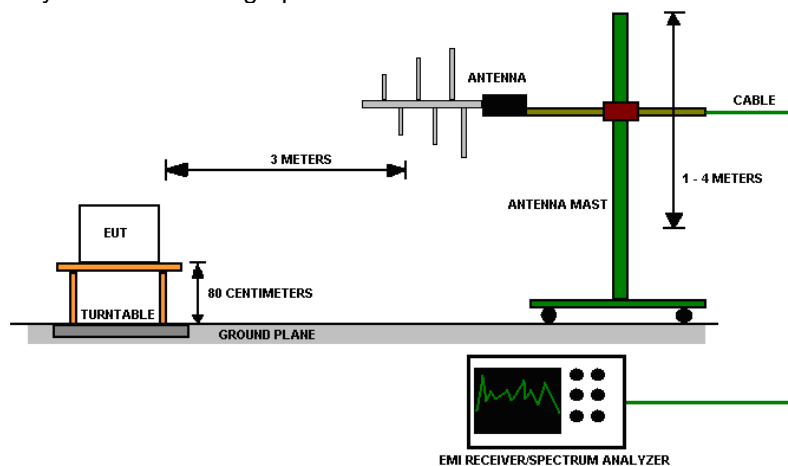 ANTENNA
CABLE
3 METERS
1 - 4 METERS
ANTENNA MAST
EUT
80 CENTIMETERS
TURNTABLE
GROUND PLANE
EMI RECEIVER/SPECTRUM ANALYZER